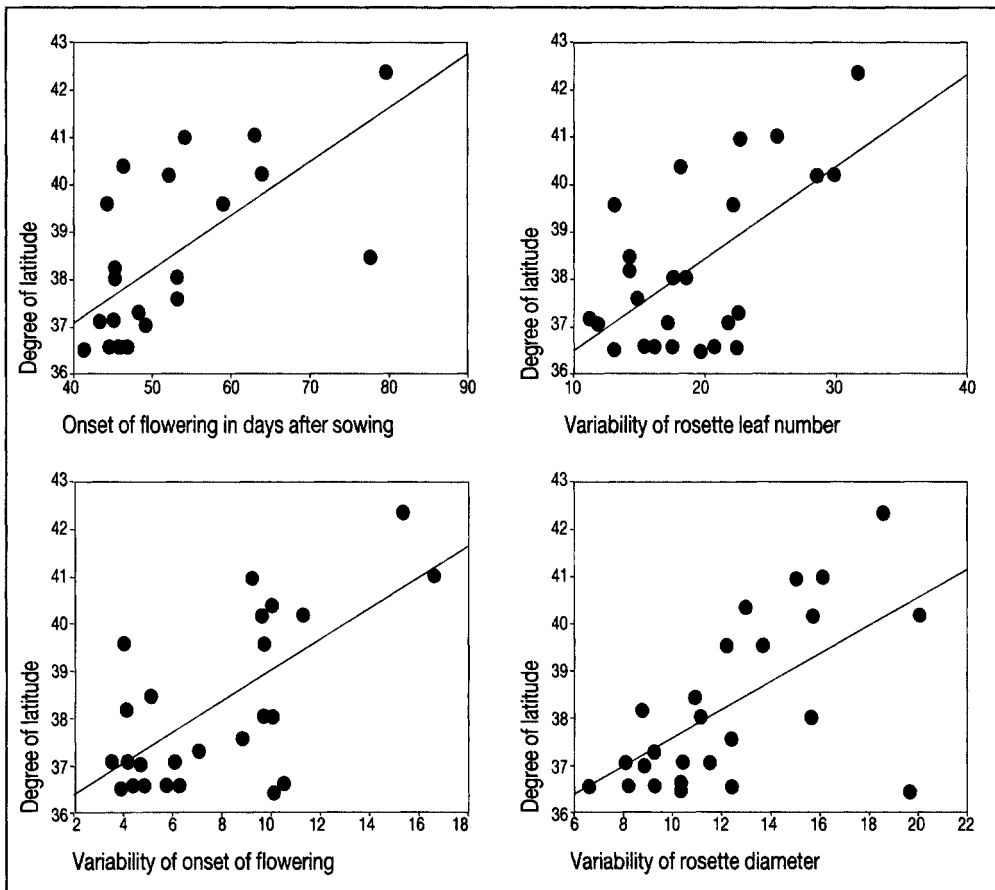 43
42
41
40
39
38
37
36
Degree of latitude
40 50 60 70 80 90
Onset of flowering in days after sowing
43
42
41
40
39
38
37
36
Degree of latitude
10 20 30 40
Variability of rosette leaf number
43
42
41
40
39
38
37
36
Degree of latitude
2 4 6 8 10 12 14 16 18
Variability of onset of flowering
43
42
41
40
39
38
37
36
Degree of latitude
6 8 10 12 14 16 18 20 22
Variability of rosette diameter